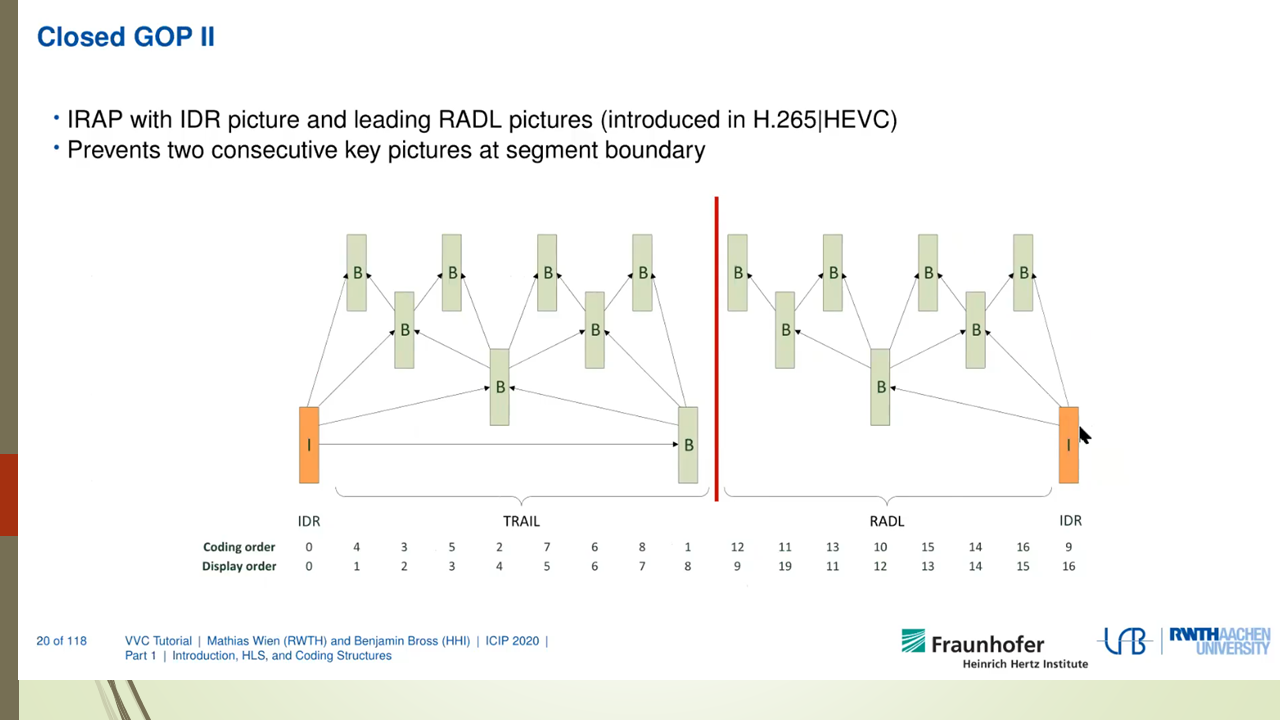 Closed GOP II
• IRAP with IDR picture and leading RADL pictures (introduced in H.265|HEVC)
• Prevents two consecutive key pictures at segment boundary
B B B B B B B B
B B B B
B B
I B I
IDR TRAIL RADL IDR
Coding order 0 4 3 5 2 7 6 8 1 12 11 13 10 15 14 16 9
Display order 0 1 2 3 4 5 6 7 8 9 19 11 12 13 14 15 16
20 of 118 VVC Tutorial | Mathias Wien (RWTH) and Benjamin Bross (HHI) | ICIP 2020 |
Part 1 | Introduction, HLS, and Coding Structures
Fraunhofer
Heinrich Hertz Institute
RWTHAACHEN
UNIVERSITY